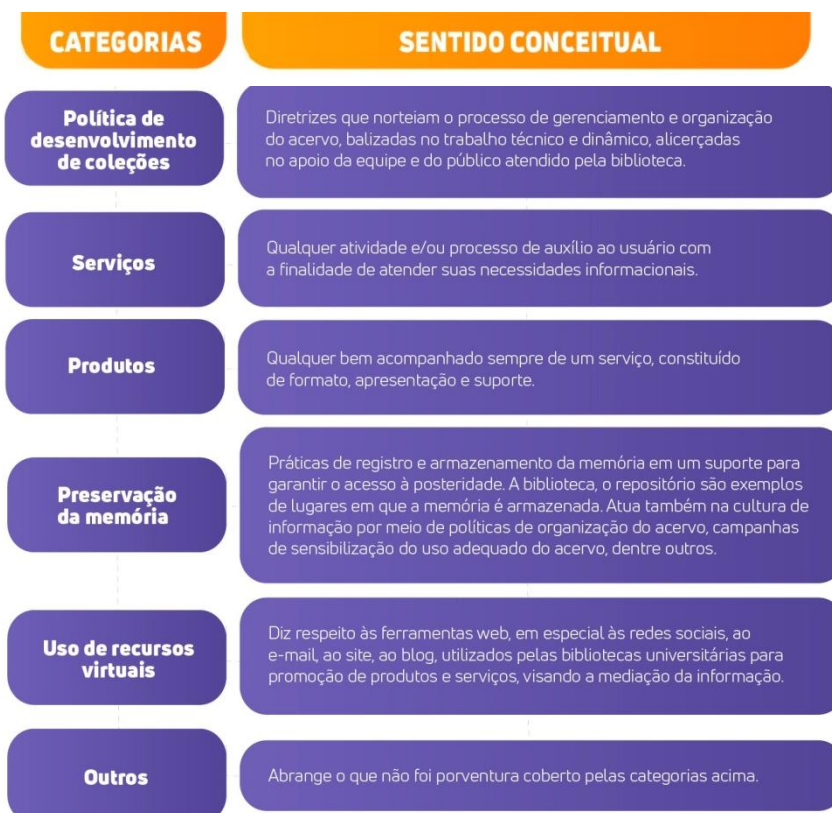 CATEGORIAS
SENTIDO CONCEITUAL
Política de
desenvolvimento
de coleções
Diretrizes que norteiam o processo de gerenciamento e organização
do acervo, balizadas no trabalho técnico e dinâmico, alicerçadas
no apoio da equipe e do público atendido pela biblioteca.
Serviços
Qualquer atividade e/ou processo de auxílio ao usuário com
a finalidade de atender suas necessidades informacionais.
Produtos
Qualquer bem acompanhado sempre de um serviço, constituído
de formato, apresentação e suporte.
Preservação
da memória
Práticas de registro e armazenamento da memória em um suporte para
garantir o acesso à posteridade. A biblioteca, o repositório são exemplos
de lugares em que a memória é armazenada. Atua também na cultura de
informação por meio de políticas de organização do acervo, campanhas
de sensibilização do uso adequado do acervo, dentre outros.
Uso de recursos
virtuais
Diz respeito às ferramentas web, em especial às redes sociais, ao
e-mail, ao site, ao blog, utilizados pelas bibliotecas universitárias para
promoção de produtos e serviços, visando a mediação da informação.
Outros
Abrange o que não foi porventura coberto pelas categorias acima.